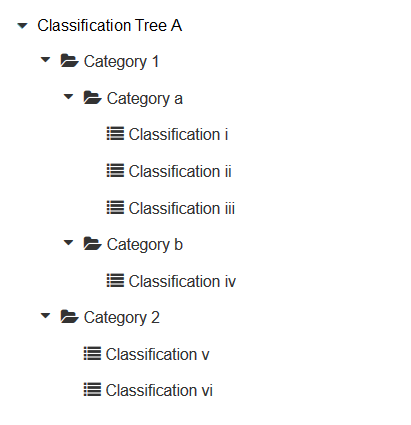 Classification Tree A
Category 1
Category a
Classification i
Classification ii
Classification iii
Category b
Classification iv
Category 2
Classification v
Classification vi